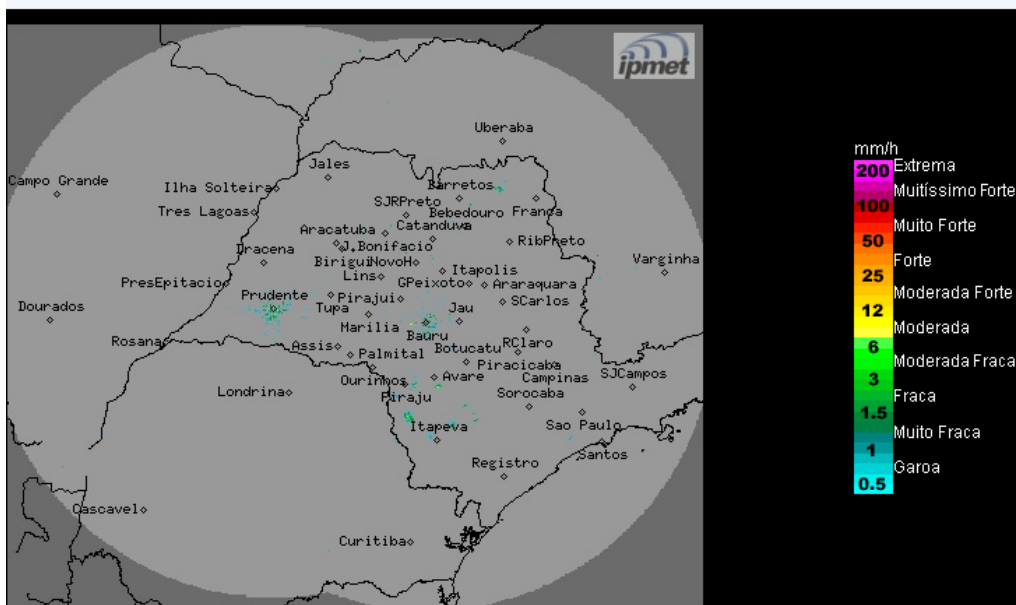 ipmet
Uberaba
Jales
Campo Grande
Ilha Solteira
Barretos
SJRPreto
Tres Lagoas
Bebedouro
Franca
Catanduva
Aracatuba
RibPreto
J.Bonifacio
Dracena
Birigui
NovoH
Varginha
Lins
Itapolis
PresEpitacio
GPeixoto
Araraquara
Prudente
Pirajui
SCarlos
Dourados
Tupa
Jau
Marilia
Bauru
Rosana
Assis
RClaro
Botucatu
Palmital
Piracicaba
SJCampos
Ourinhos
Avare
Campinas
Londrina
Piraju
Sorocaba
Itapeva
Sao Paulo
Santos
Registro
Cascavel
Curitiba
mm/h
200 Extrema
Muitíssimo Forte
100
Muito Forte
50
Forte
25
Moderada Forte
12
Moderada
6
Moderada Fraca
3
Fraca
1.5
Muito Fraca
1
Garoa
0.5